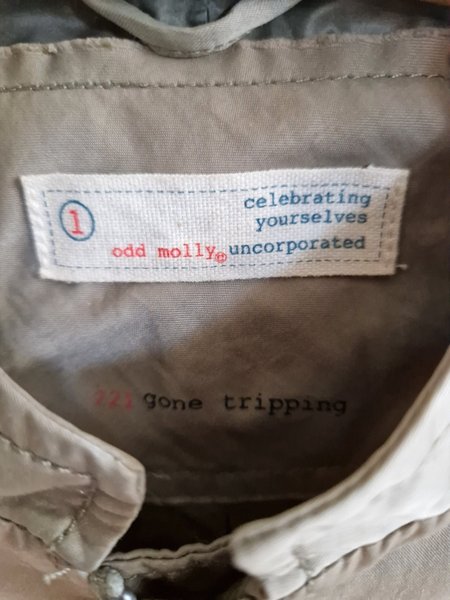 1
celebrating
yourselves
odd molly® uncorporated
221 gone tripping